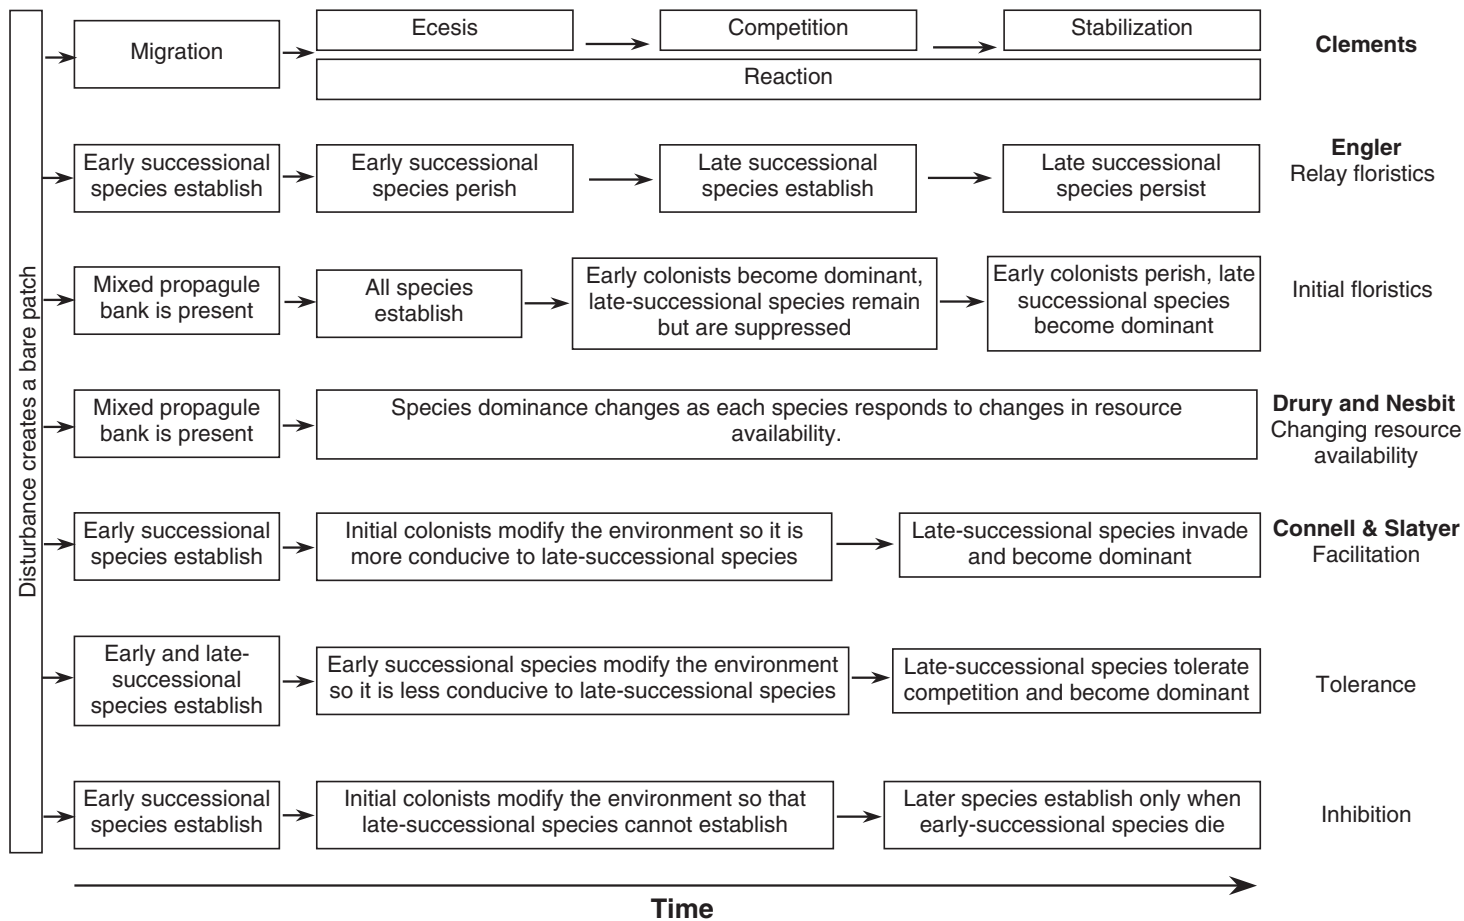 Disturbance creates a bare patch
Migration
Ecesis
Competition
Stabilization
Reaction
Clements
Early successional
species establish
Early successional
species perish
Late successional
species establish
Late successional
species persist
Engler
Relay floristics
Mixed propagule
bank is present
All species
establish
Early colonists become dominant,
late-successional species remain
but are suppressed
Early colonists perish, late
successional species
become dominant
Initial floristics
Mixed propagule
bank is present
Species dominance changes as each species responds to changes in resource
availability.
Drury and Nesbit
Changing resource
availability
Early successional
species establish
Initial colonists modify the environment so it is
more conducive to late-successional species
Late-successional species invade
and become dominant
Connell & Slatyer
Facilitation
Early and late-
successional
species establish
Early successional species modify the environment
so it is less conducive to late-successional species
Late-successional species tolerate
competition and become dominant
Tolerance
Early successional
species establish
Initial colonists modify the environment so that
late-successional species cannot establish
Later species establish only when
early-successional species die
Inhibition
Time